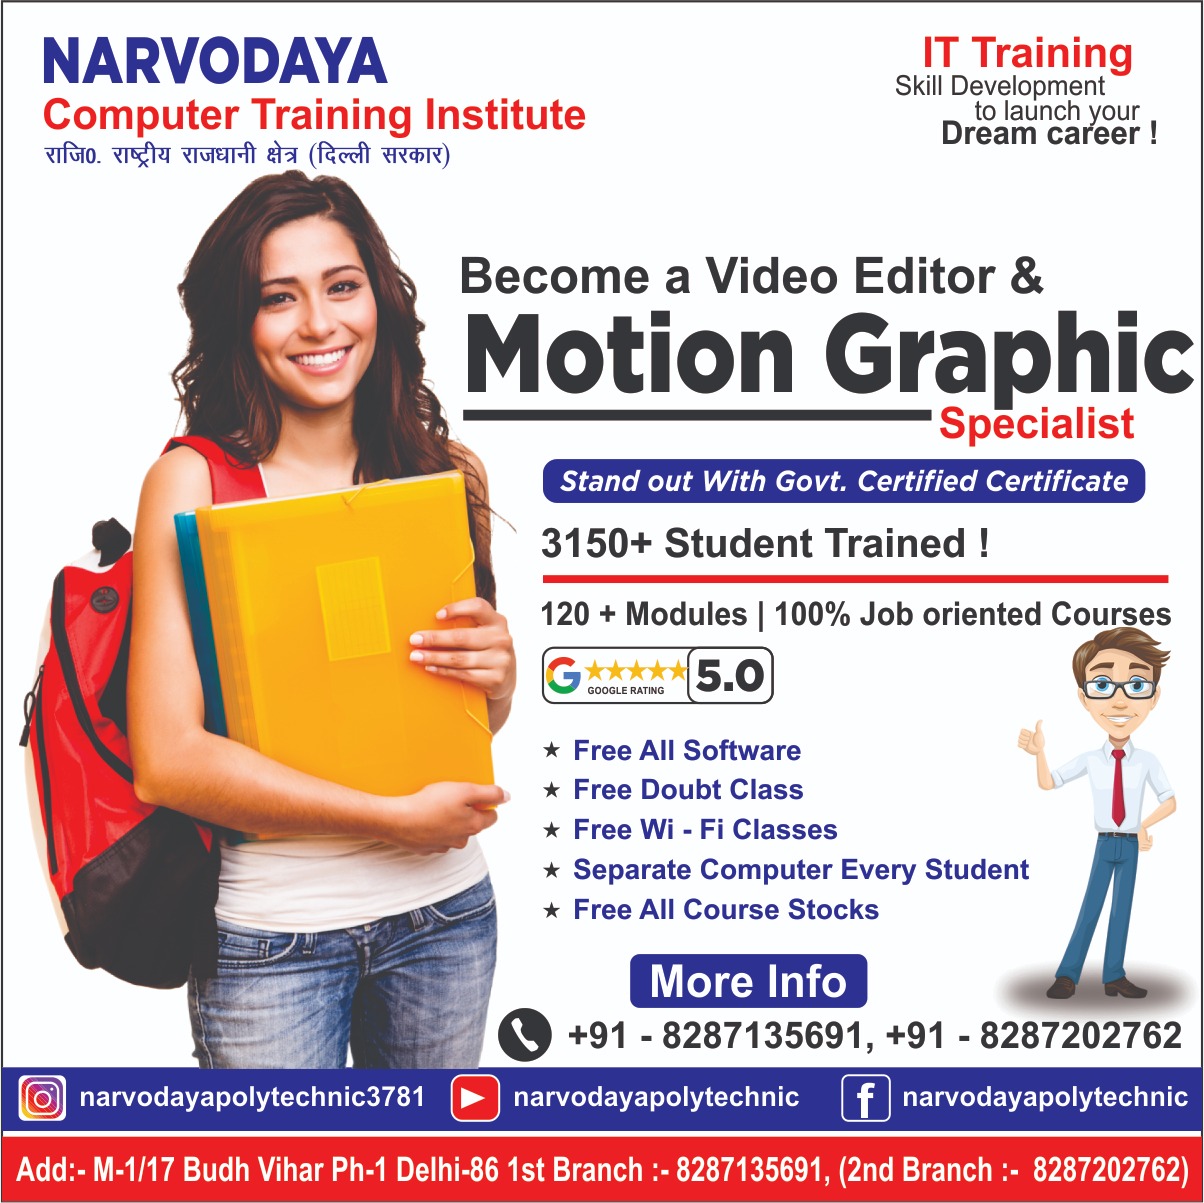 NARVODAYA
Computer Training Institute
राजि0. राष्ट्रीय राजधानी क्षेत्र (दिल्ली सरकार)
IT Training
Skill Development
to launch your
Dream career !
Become a Video Editor &
Motion Graphic
Specialist
Stand out With Govt. Certified Certificate
3150+ Student Trained !
120 + Modules | 100% Job oriented Courses
GOOGLE RATING 5.0
★ Free All Software
★ Free Doubt Class
★ Free Wi - Fi Classes
★ Separate Computer Every Student
★ Free All Course Stocks
More Info
+91 - 8287135691, +91 - 8287202762
narvodayapolytechnic3781 narvodayapolytechnic narvodayapolytechnic
Add:- M-1/17 Budh Vihar Ph-1 Delhi-86 1st Branch :- 8287135691, (2nd Branch :- 8287202762)